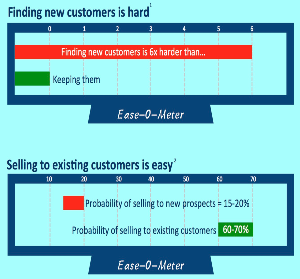 Finding new customers is hard¹
0 1 2 3 4 5 6
Finding new customers is 6x harder than...
Keeping them
Ease-O-Meter
Selling to existing customers is easy²
10 20 30 40 50 60 70
Probability of selling to new prospects = 15-20%
Probability of selling to existing customers 60-70%
Ease-O-Meter